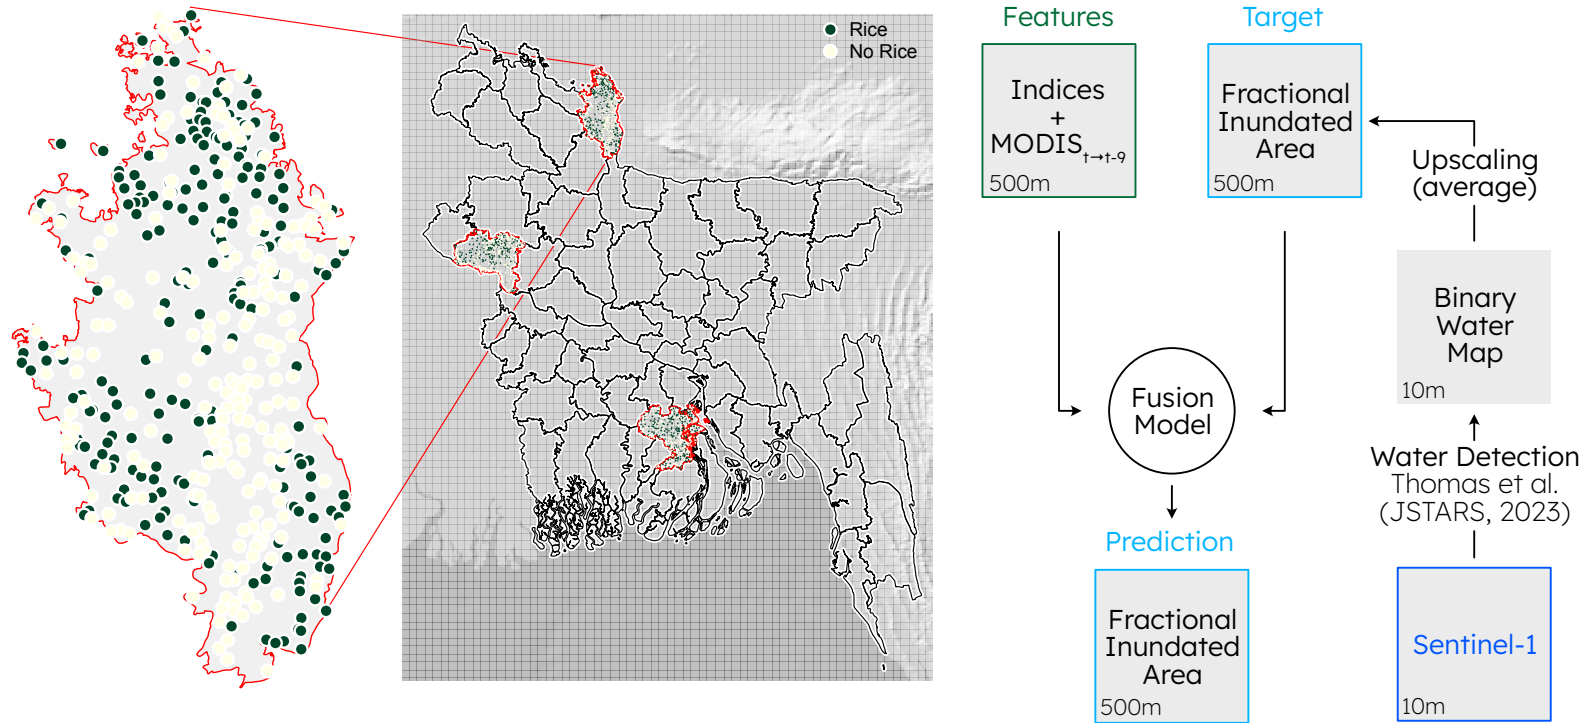 Rice
No Rice
Features
Target
Indices
+
MODIS t→t-9
500m
Fractional
Inundated
Area
500m
Upscaling
(average)
Binary
Water
Map
10m
Fusion
Model
Water Detection
Thomas et al.
(JSTARS, 2023)
Prediction
Fractional
Inundated
Area
500m
Sentinel-1
10m